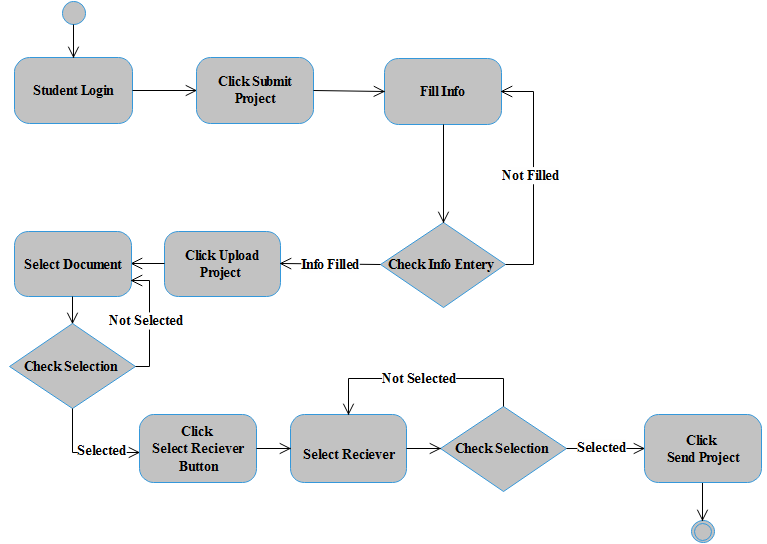 Student Login
Click Submit
Project
Fill Info
Not Filled
Check Info Entery
Info Filled
Click Upload
Project
Select Document
Not Selected
Check Selection
Selected
Click
Select Reciever
Button
Select Reciever
Not Selected
Check Selection
Selected
Click
Send Project